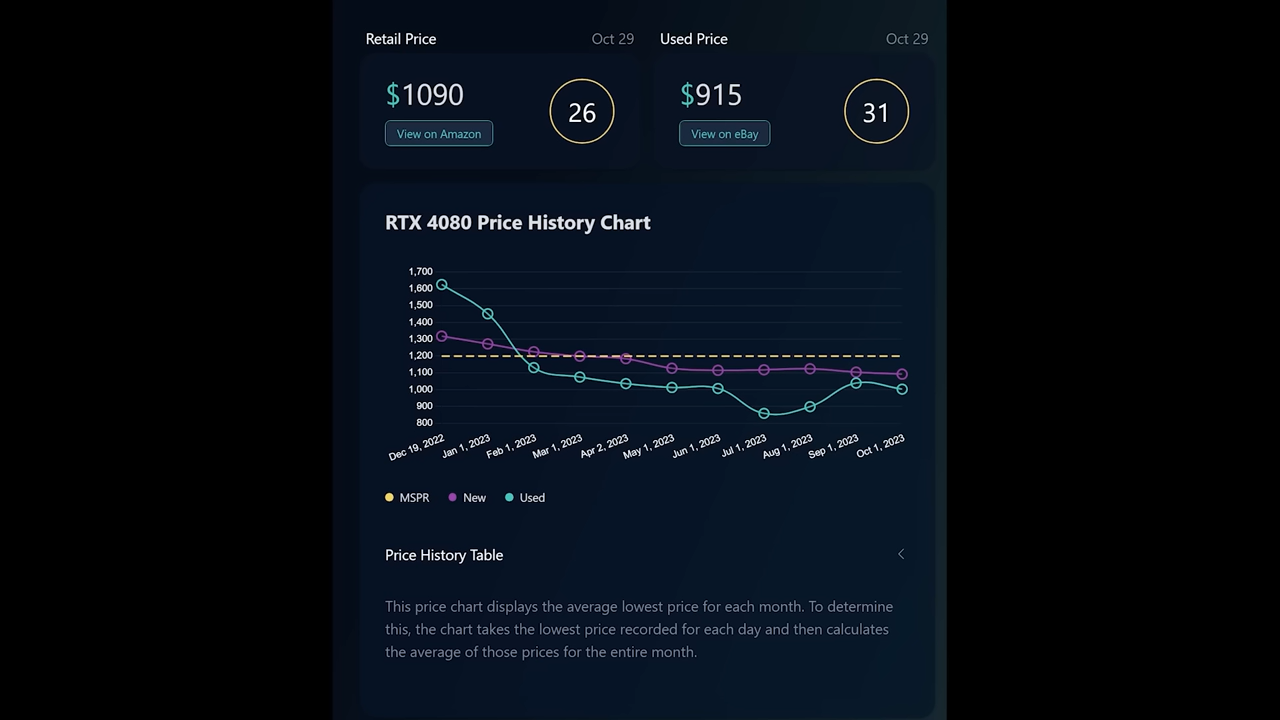 Retail Price
Oct 29
Used Price
Oct 29
$1090
View on Amazon
26
$915
View on eBay
31
RTX 4080 Price History Chart
1,700
1,600
1,500
1,400
1,300
1,200
1,100
1,000
900
800
Dec 19, 2022
Jan 1, 2023
Feb 1, 2023
Mar 1, 2023
Apr 2, 2023
May 1, 2023
Jun 1, 2023
Jul 1, 2023
Aug 1, 2023
Sep 1, 2023
Oct 1, 2023
MSPR
New
Used
Price History Table
This price chart displays the average lowest price for each month. To determine
this, the chart takes the lowest price recorded for each day and then calculates
the average of those prices for the entire month.